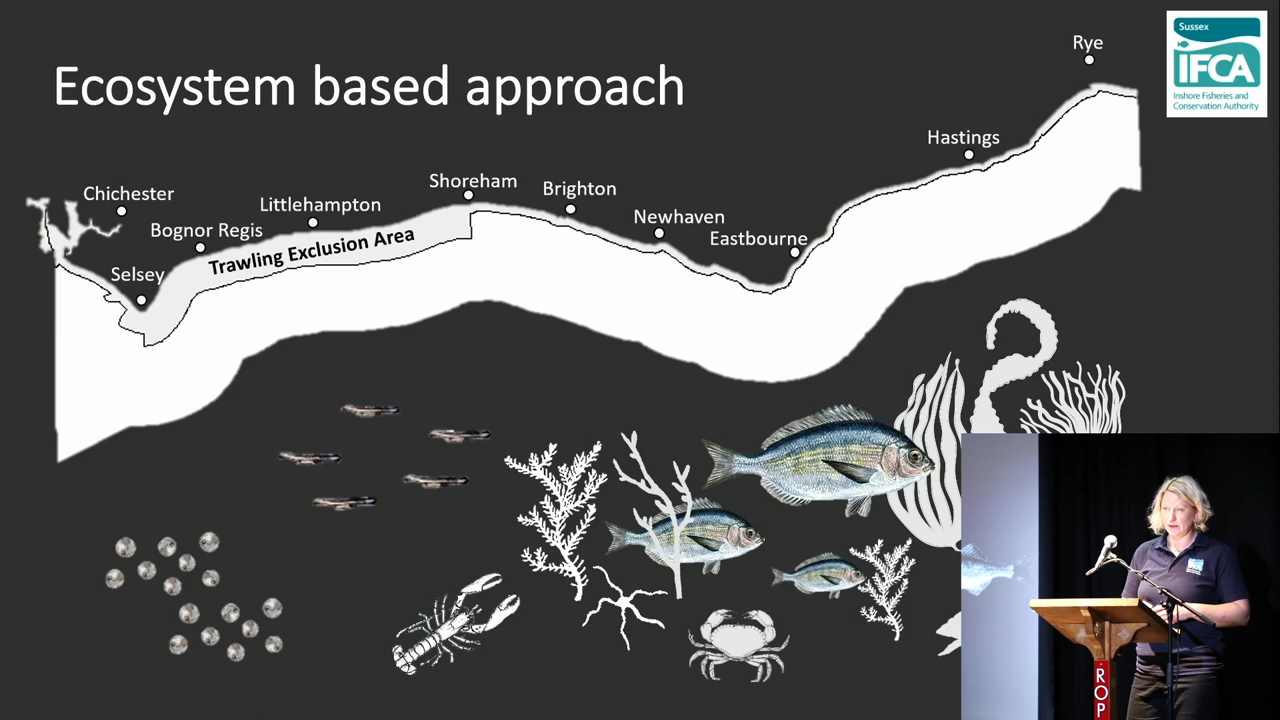 Ecosystem based approach
Sussex
IFCA
Inshore Fisheries and
Conservation Authority
Rye
Hastings
Shoreham
Brighton
Chichester
Littlehampton
Newhaven
Bognor Regis
Eastbourne
Trawling Exclusion Area
Selsey
ROP